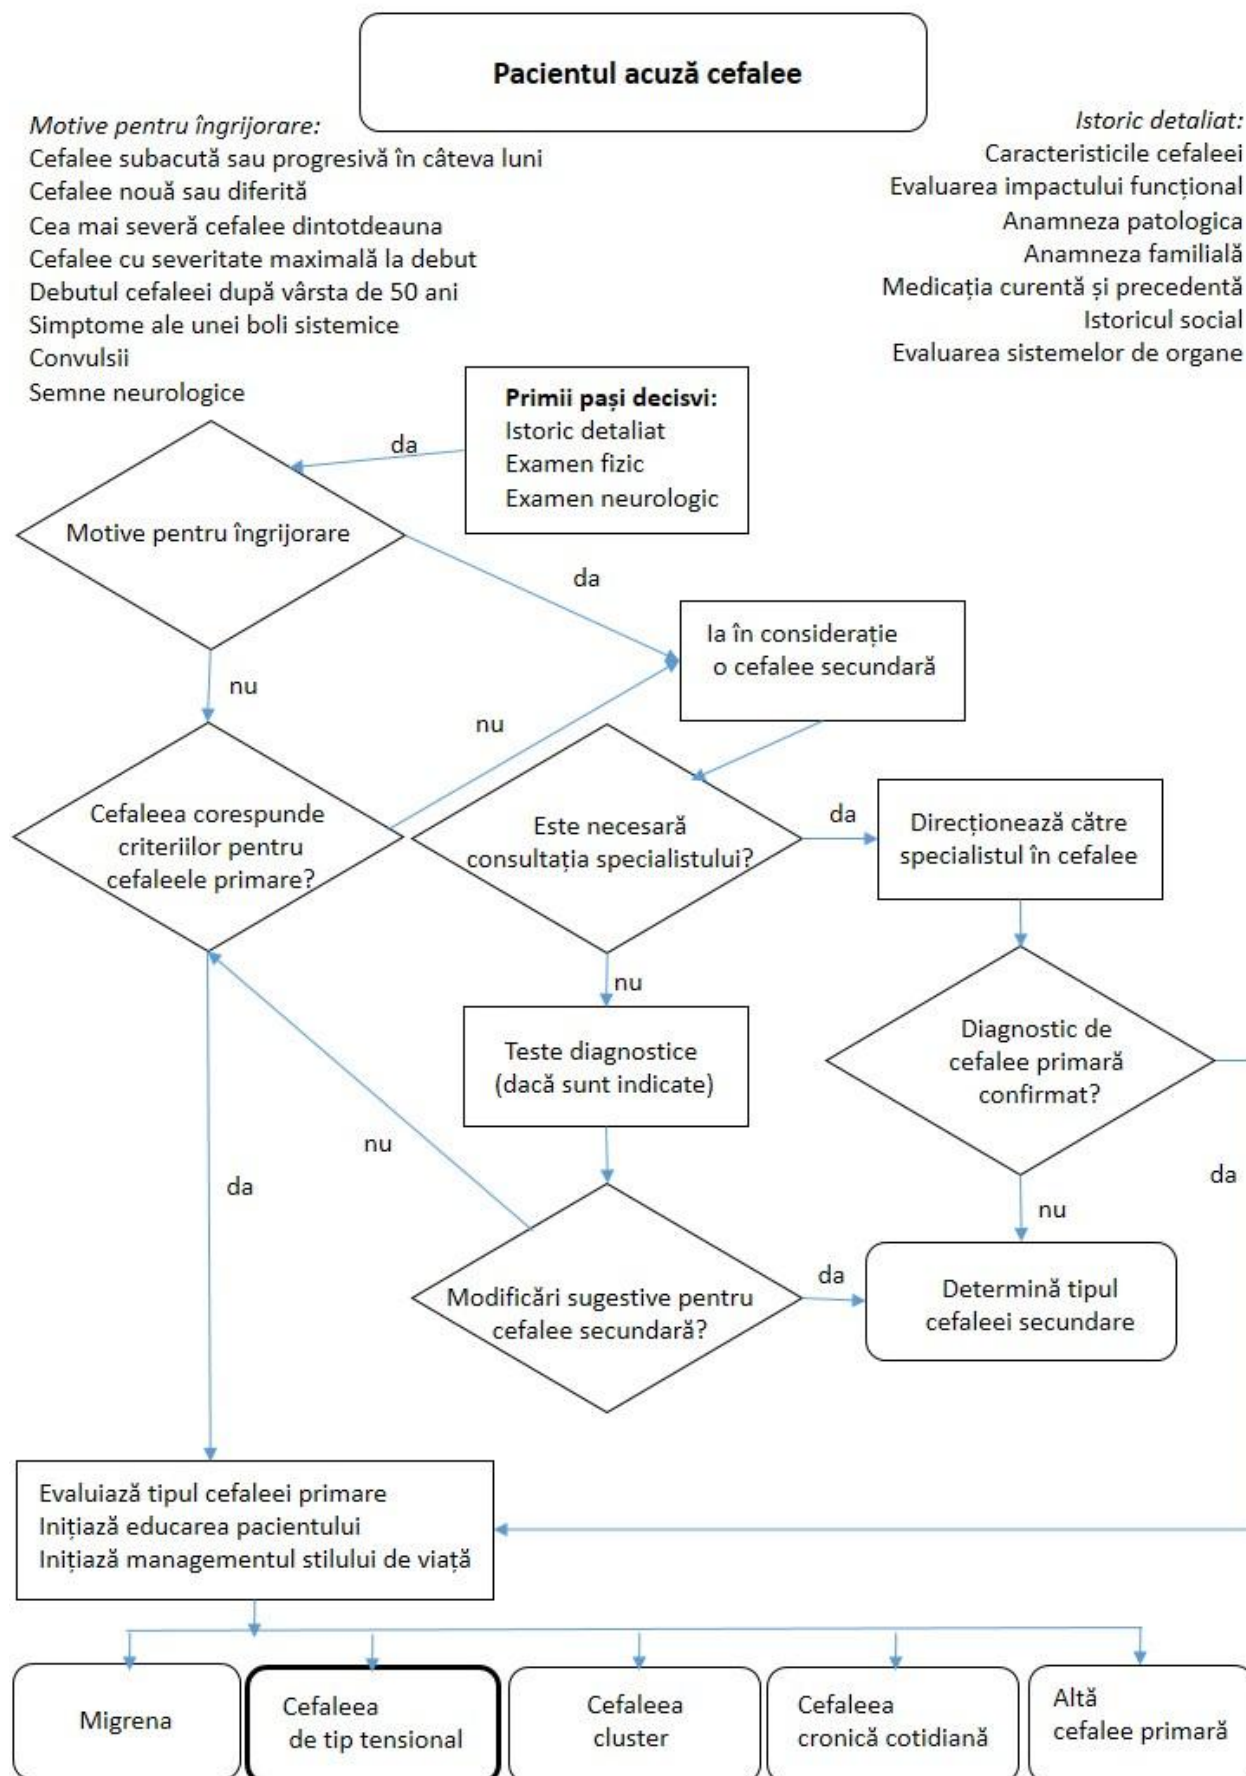 Pacientul acuză cefalee
Motive pentru îngrijorare:
Cefalee subacută sau progresivă în câteva luni
Cefalee nouă sau diferită
Cea mai severă cefalee dintotdeauna
Cefalee cu severitate maximală la debut
Debutul cefaleei după vârsta de 50 ani
Simptome ale unei boli sistemice
Convulsii
Semne neurologice
Istoric detaliat:
Caracteristicile cefaleei
Evaluarea impactului funcțional
Anamneza patologica
Anamneza familială
Medicația curentă și precedentă
Istoricul social
Evaluarea sistemelor de organe
Primii pași decisvi:
Istoric detaliat
Examen fizic
Examen neurologic
da
Motive pentru îngrijorare
da
nu
Ia în considerație
o cefalee secundară
nu
Cefaleea corespunde
criteriilor pentru
cefaleele primare?
Este necesară
consultația specialistului?
da
Direcționează către
specialistul în cefalee
nu
Teste diagnostice
(dacă sunt indicate)
Diagnostic de
cefalee primară
confirmat?
nu
da
da
nu
Modificări sugestive pentru
cefalee secundară?
da
Determină tipul
cefaleei secundare
Evaluiază tipul cefaleei primare
Inițiază educarea pacientului
Inițiază managementul stilului de viață
Migrena
Cefaleea
de tip tensional
Cefaleea
cluster
Cefaleea
cronică cotidiană
Altă
cefalee primară